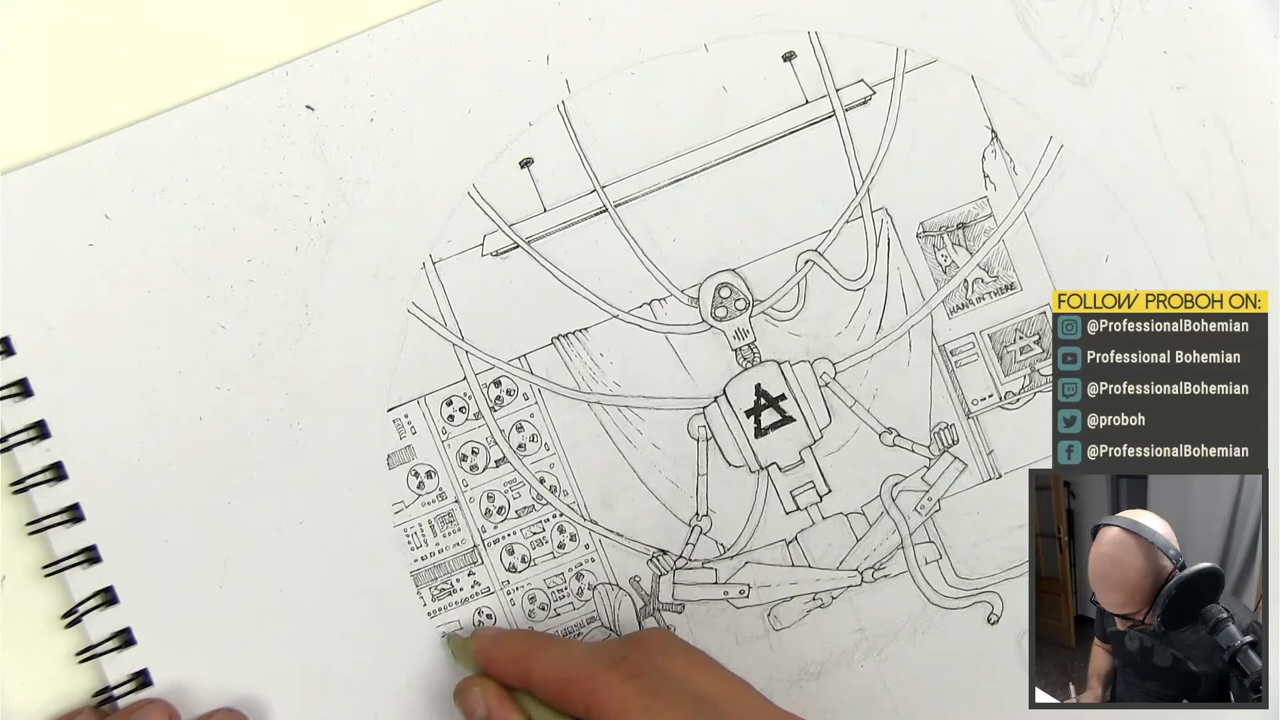 HANG IN THERE
FOLLOW PROBOH ON:
@ProfessionalBohemian
Professional Bohemian
@ProfessionalBohemian
@proboh
@ProfessionalBohemian